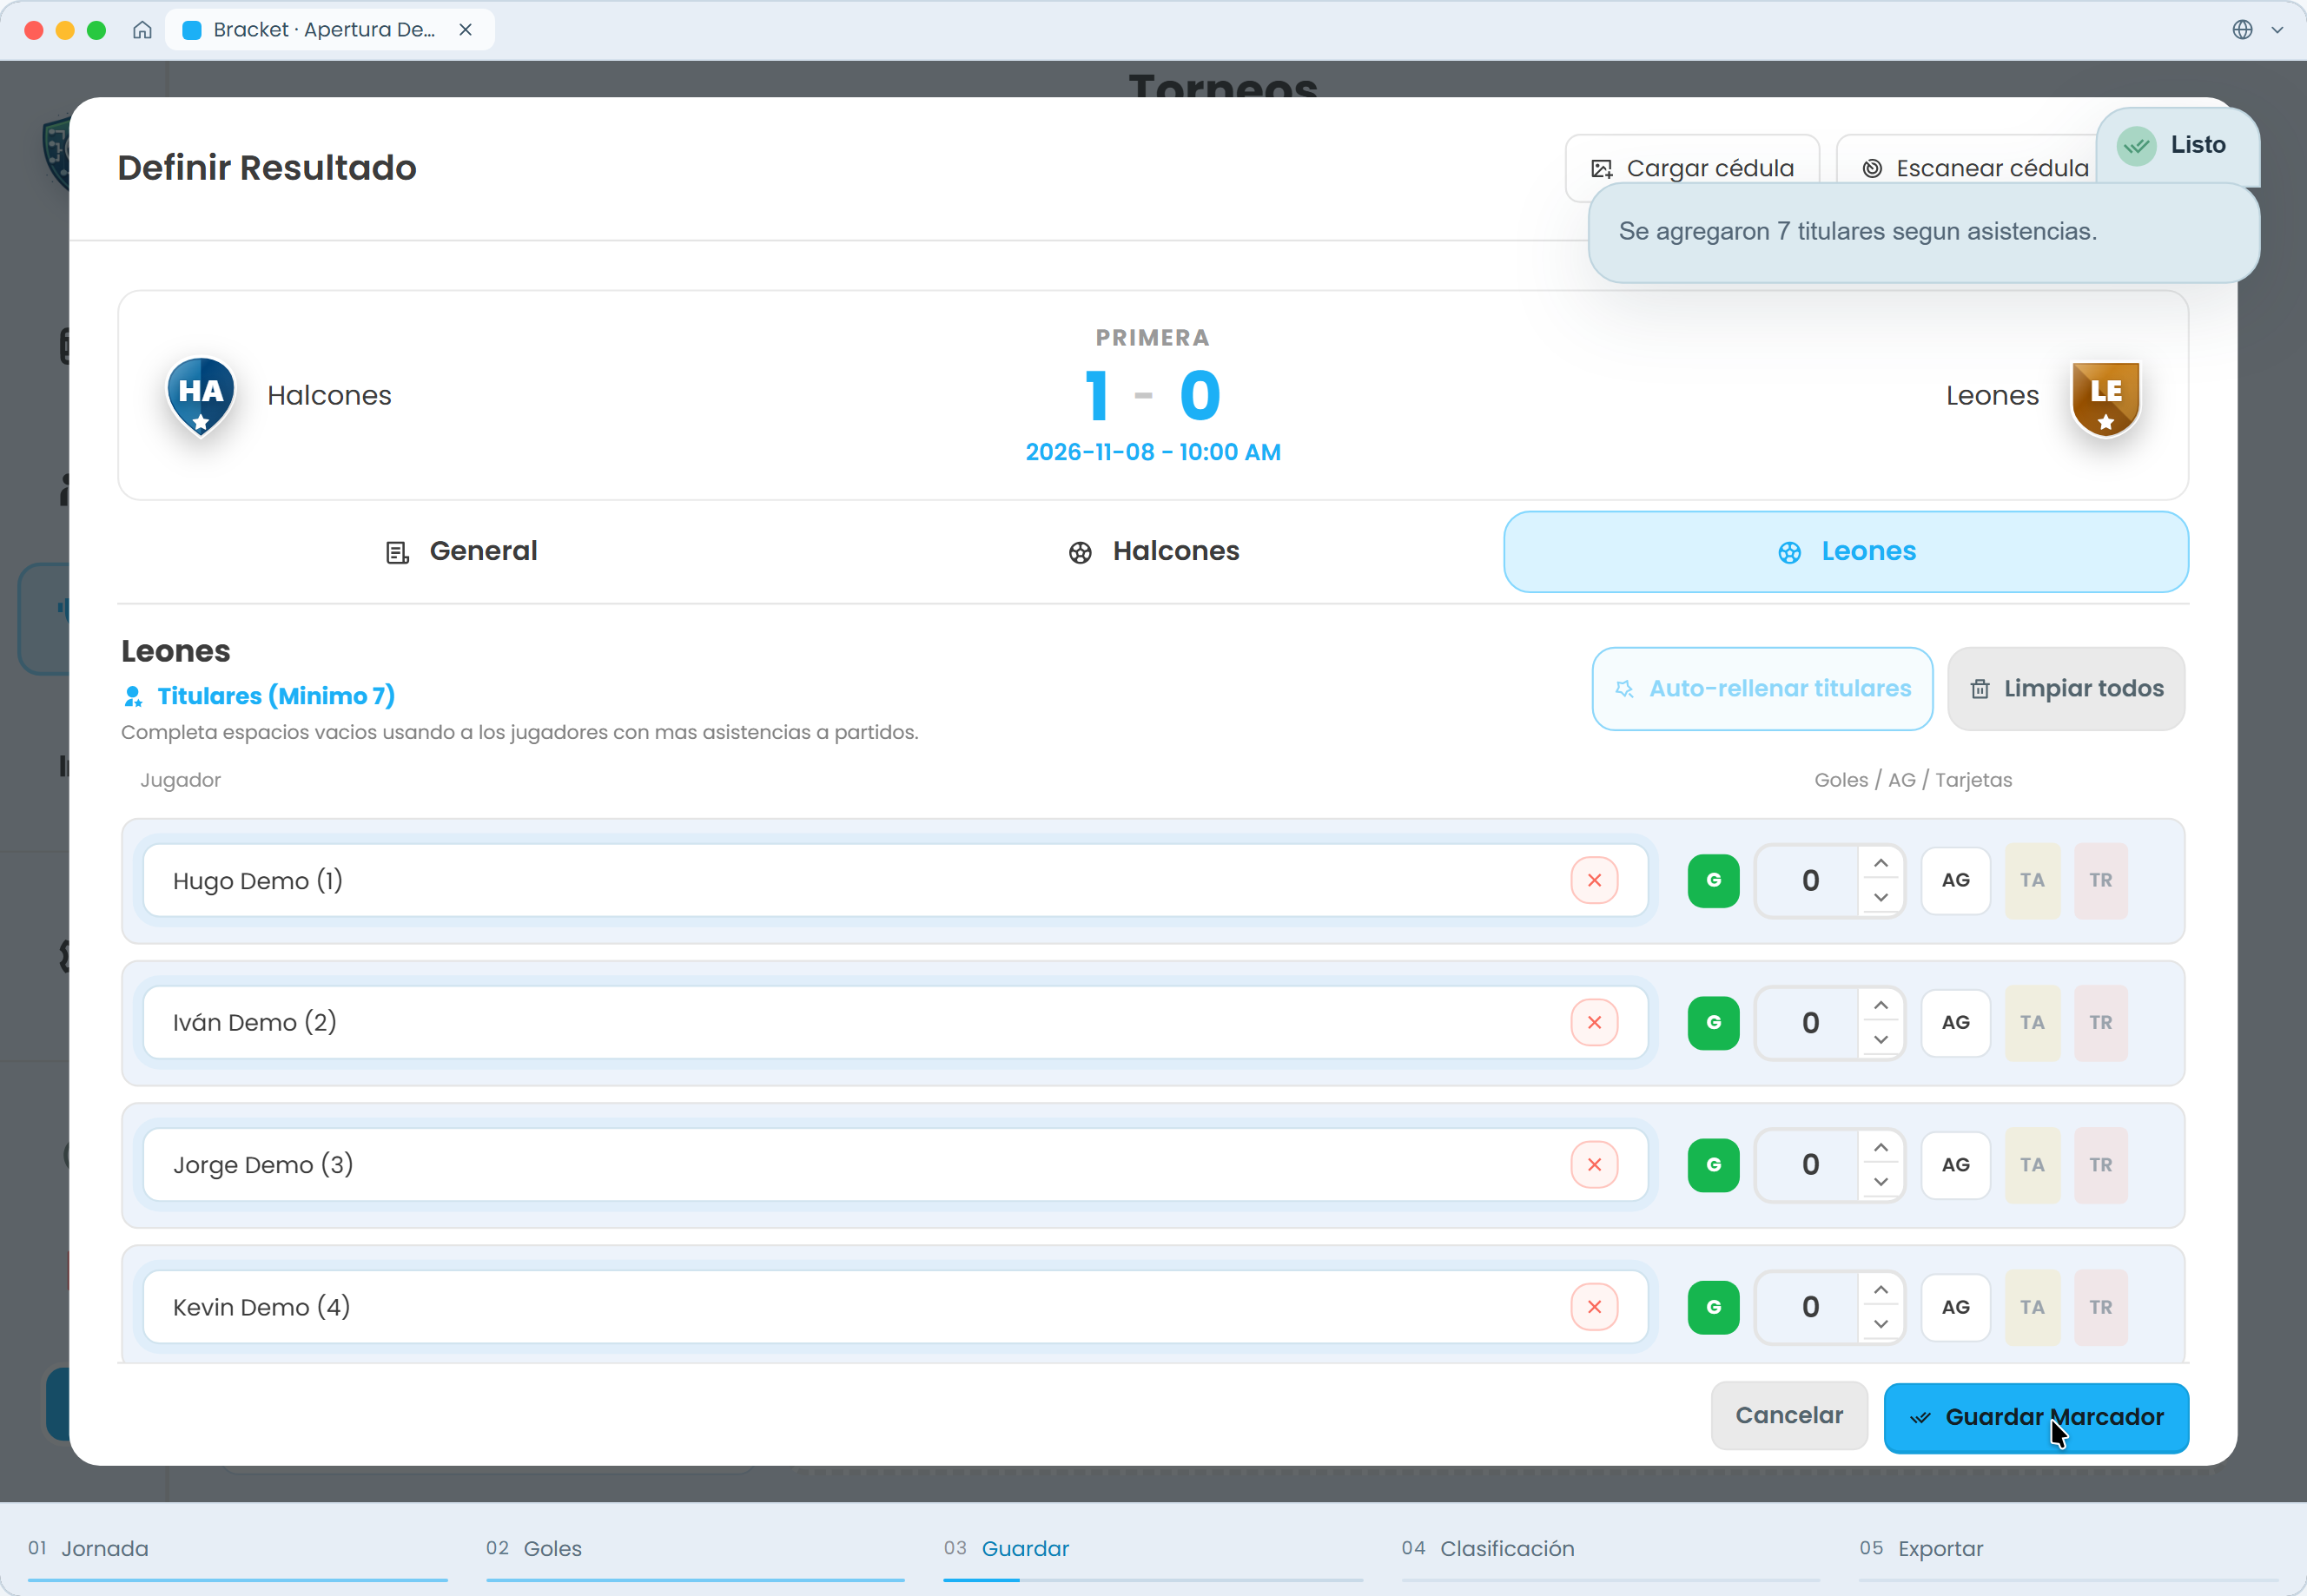 Bracket · Apertura De...
Torneos
Definir Resultado
Cargar cédula
Escanear cédula
Listo
Se agregaron 7 titulares segun asistencias.
HA
Halcones
PRIMERA
1 - 0
2026-11-08 - 10:00 AM
Leones
LE
General
Halcones
Leones
Leones
Titulares (Minimo 7)
Completa espacios vacios usando a los jugadores con mas asistencias a partidos.
Auto-rellenar titulares
Limpiar todos
Jugador
Goles / AG / Tarjetas
Hugo Demo (1)
G
0
AG
TA
TR
Iván Demo (2)
G
0
AG
TA
TR
Jorge Demo (3)
G
0
AG
TA
TR
Kevin Demo (4)
G
0
AG
TA
TR
Cancelar
Guardar Marcador
01 Jornada
02 Goles
03 Guardar
04 Clasificación
05 Exportar